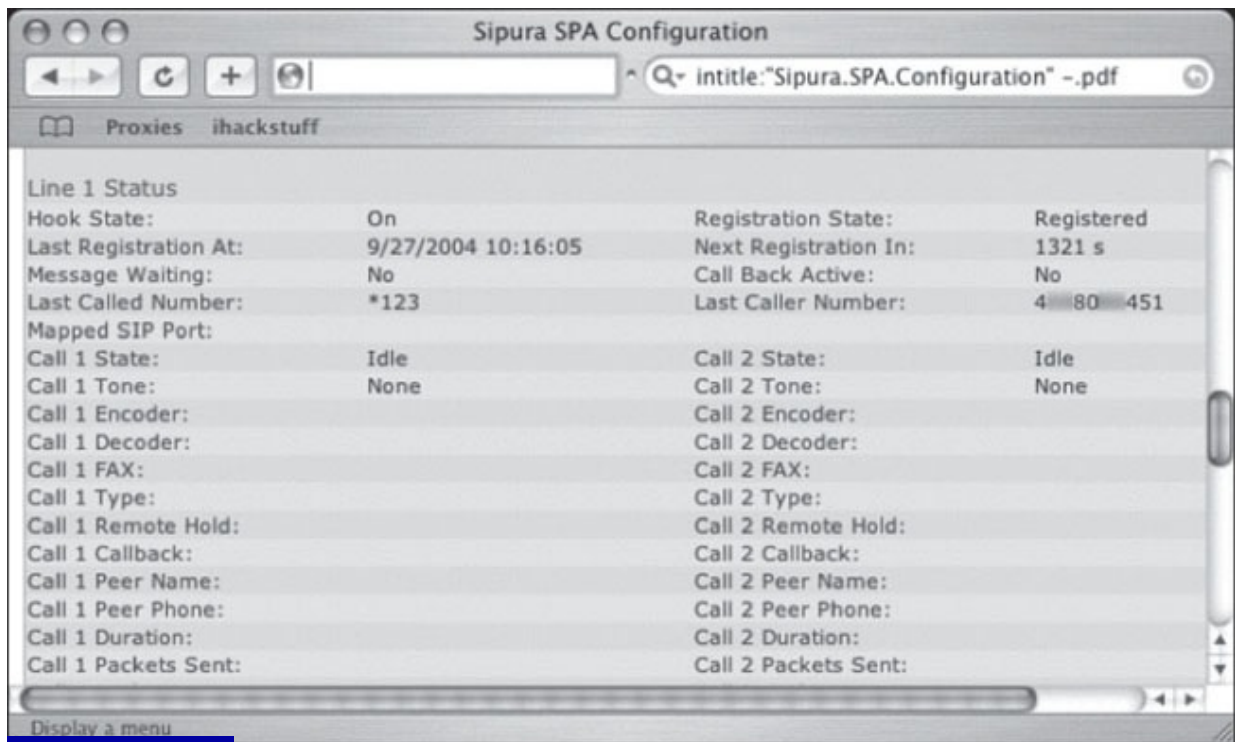 Sipura SPA Configuration
intitle:"Sipura.SPA.Configuration" -.pdf
Proxies ihackstuff
Line 1 Status
Hook State: On Registration State: Registered
Last Registration At: 9/27/2004 10:16:05 Next Registration In: 1321 s
Message Waiting: No Call Back Active: No
Last Called Number: *123 Last Caller Number: 4 80 451
Mapped SIP Port:
Call 1 State: Idle Call 2 State: Idle
Call 1 Tone: None Call 2 Tone: None
Call 1 Encoder: Call 2 Encoder:
Call 1 Decoder: Call 2 Decoder:
Call 1 FAX: Call 2 FAX:
Call 1 Type: Call 2 Type:
Call 1 Remote Hold: Call 2 Remote Hold:
Call 1 Callback: Call 2 Callback:
Call 1 Peer Name: Call 2 Peer Name:
Call 1 Peer Phone: Call 2 Peer Phone:
Call 1 Duration: Call 2 Duration:
Call 1 Packets Sent: Call 2 Packets Sent:
Display a menu